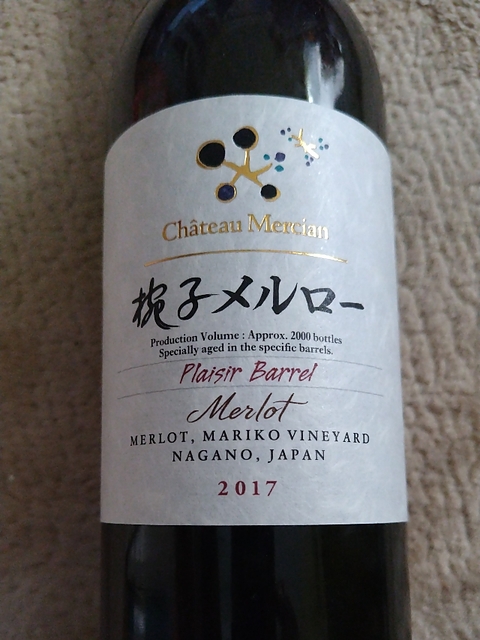 Château Mercian
椀子メルロー
Production Volume : Approx. 2000 bottles
Specially aged in the specific barrels.
Plaisir Barrel
Merlot
MERLOT, MARIKO VINEYARD
NAGANO, JAPAN
2017